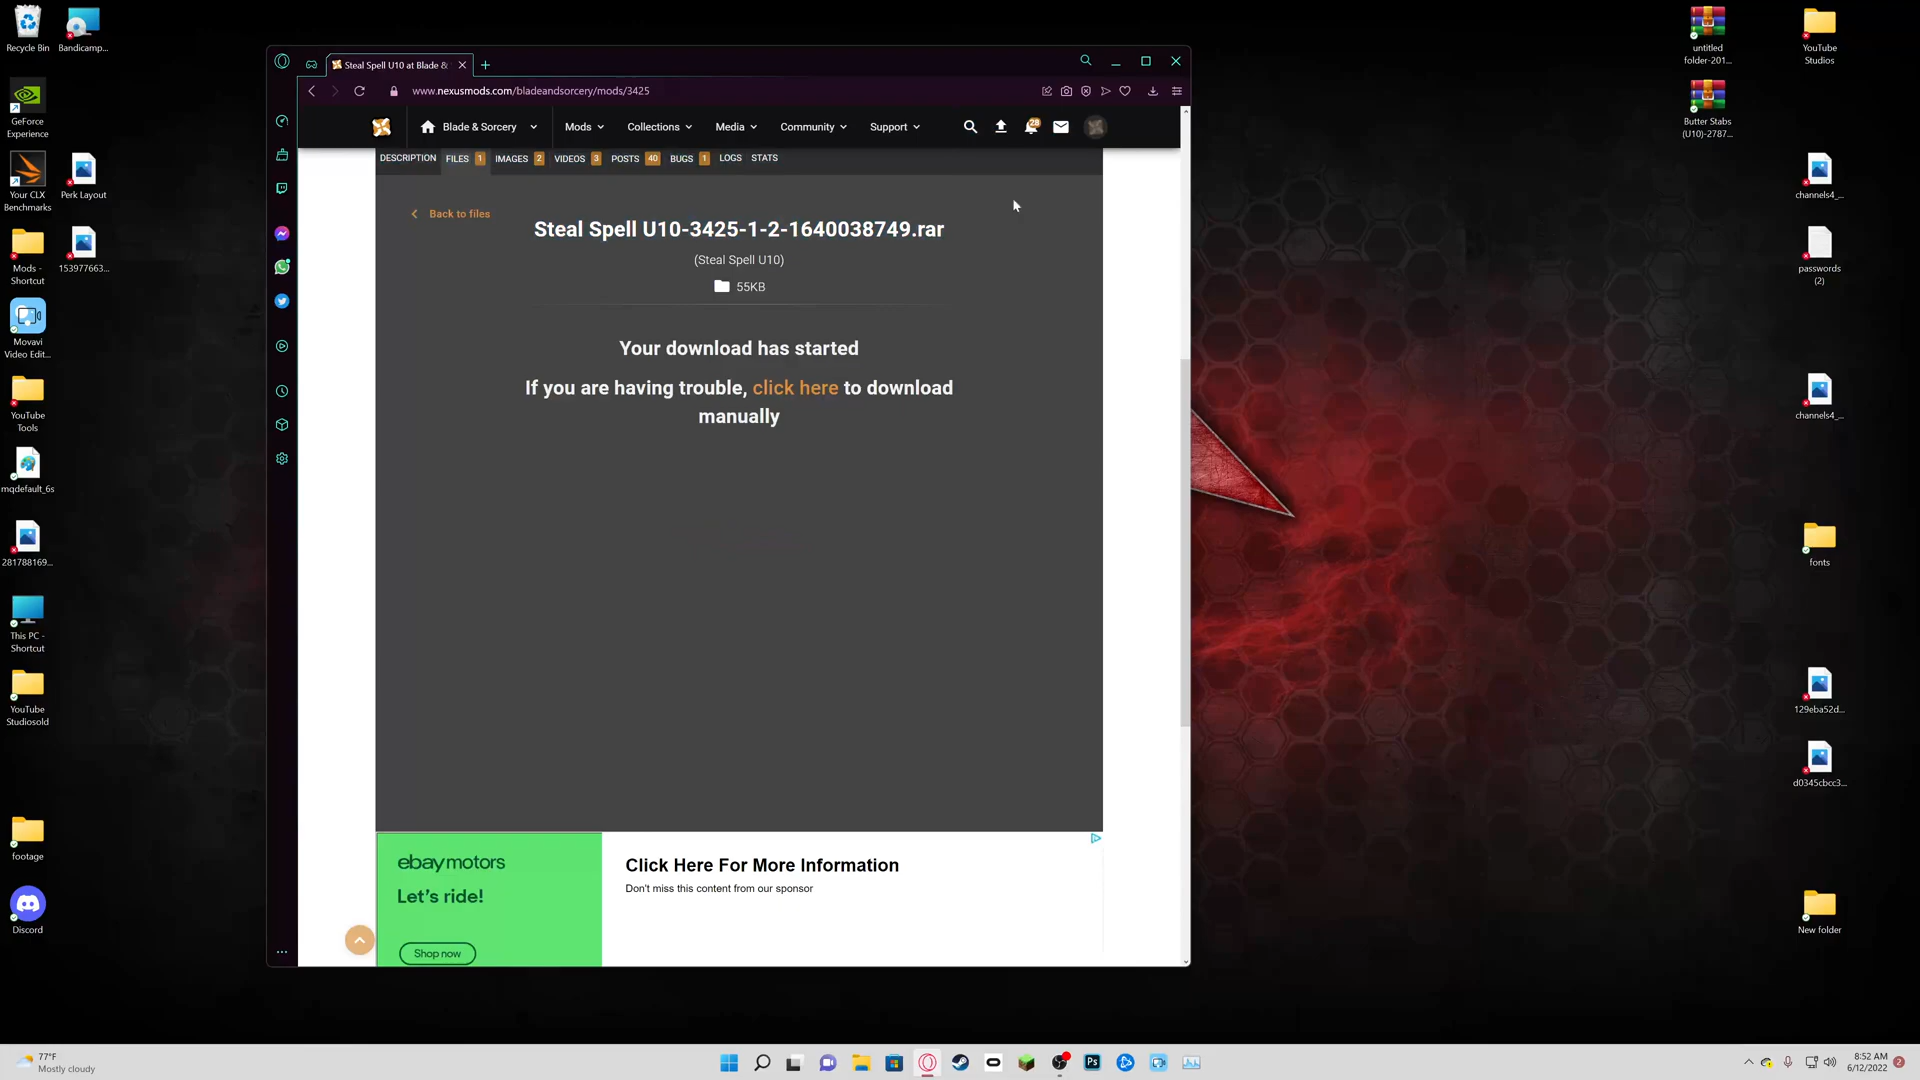 Recycle Bin
Bandicamp...
GeForce
Experience
Your CLX
Benchmarks
Perk Layout
Mods -
Shortcut
153977663...
Movavi
Video Edit...
YouTube
Tools
mqdefault_6s
281788169...
This PC -
Shortcut
YouTube
Studiosold
footage
Discord
Steal Spell U10 at Blade &
www.nexusmods.com/bladeandsorcery/mods/3425
Blade & Sorcery
Mods
Collections
Media
Community
Support
28
DESCRIPTION
FILES 1
IMAGES 2
VIDEOS 3
POSTS 40
BUGS 1
LOGS
STATS
Back to files
Steal Spell U10-3425-1-2-1640038749.rar
(Steal Spell U10)
55KB
Your download has started
If you are having trouble, click here to download
manually
ebay motors
Let's ride!
Shop now
Click Here For More Information
Don't miss this content from our sponsor
untitled
folder-201...
YouTube
Studios
Butter Stabs
(U10)-2787...
channels4_...
passwords
(2)
channels4_...
fonts
129eba52d...
d0345cbcc3...
New folder
77°F
Mostly cloudy
Ps
8:52 AM
6/12/2022
2